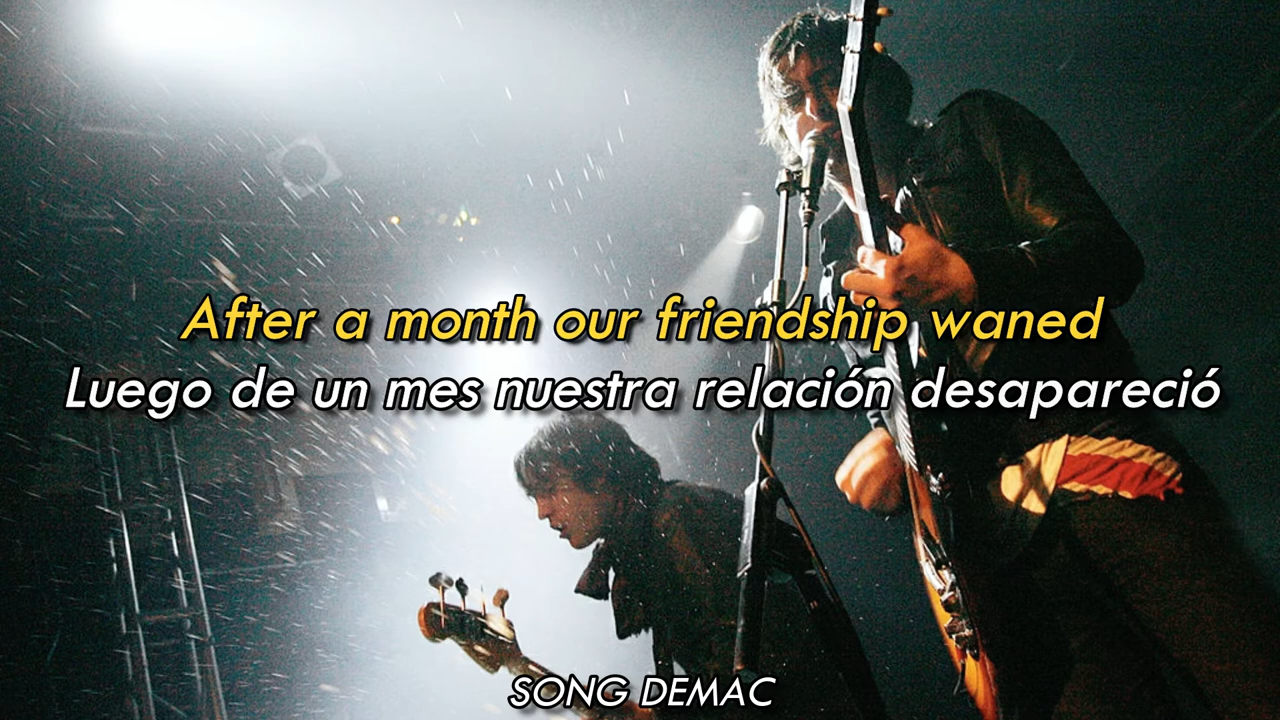 After a month our friendship waned
Luego de un mes nuestra relación desapareció
SONG DEMAC